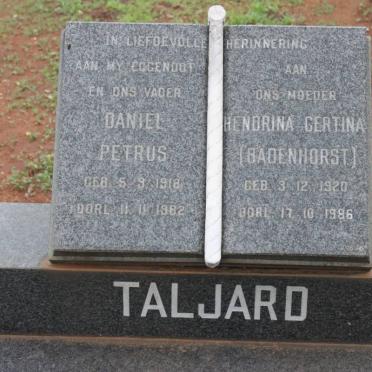 IN LIEFDEVOLLE HERINNERING
AAN MY EGGENOOT
EN ONS VADER
DANIEL
PETRUS
GEB. 5. 9. 1918
OORL. 11. 11. 1982
AAN
ONS MOEDER
HENDRINA GERTINA
(BADENHORST)
GEB. 3. 12. 1920
OORL. 17. 10. 1986
TALJARD